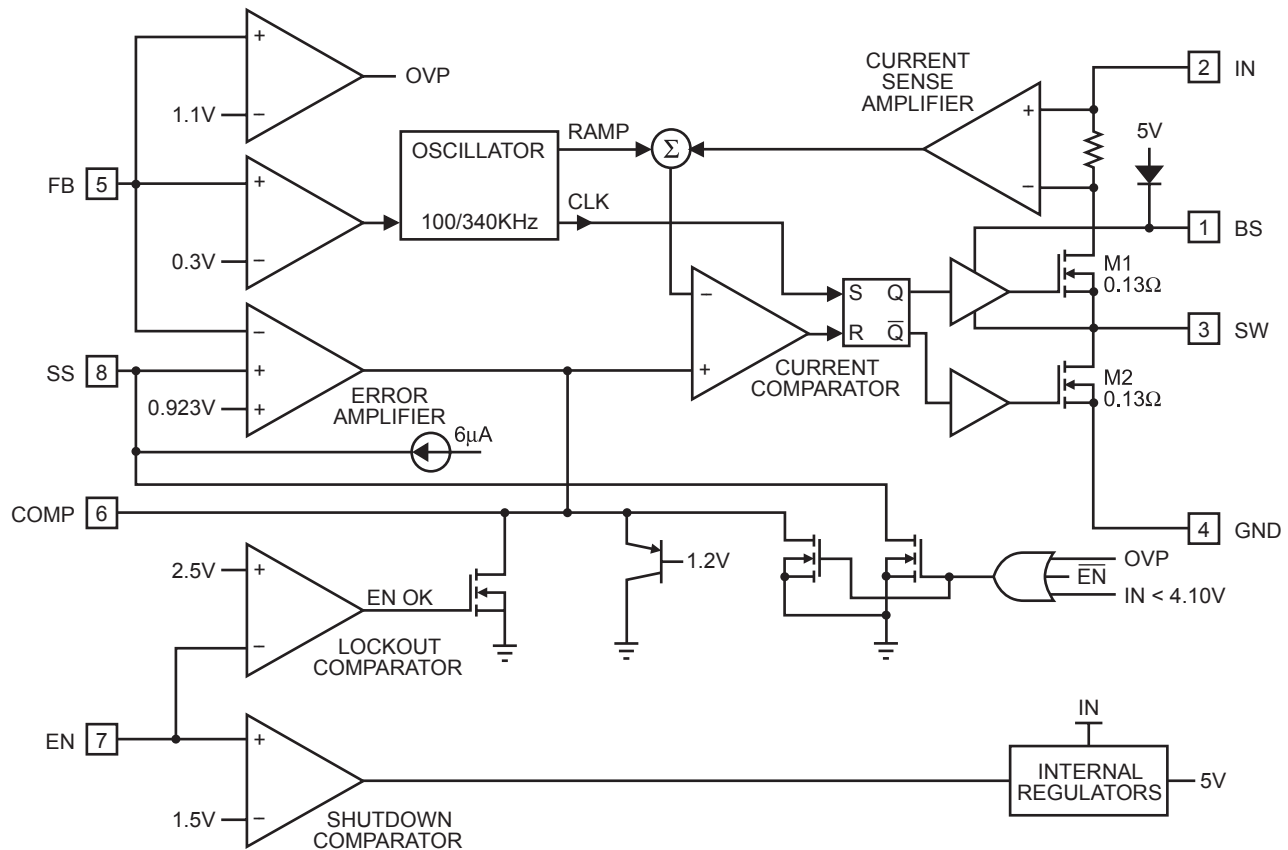 +
OVP
1.1V
−
CURRENT
SENSE
AMPLIFIER
2
IN
+
−
5V
RAMP
Σ
OSCILLATOR
100/340KHz
CLK
FB
5
+
0.3V
−
1
BS
M1
0.13Ω
S
Q
R
Q̅
3
SW
−
+
CURRENT
COMPARATOR
M2
0.13Ω
−
SS
8
+
0.923V
+
ERROR
AMPLIFIER
6µA
COMP
6
4
GND
2.5V
+
EN OK
−
LOCKOUT
COMPARATOR
1.2V
OVP
E̅N̅
IN < 4.10V
EN
7
+
1.5V
−
SHUTDOWN
COMPARATOR
IN
INTERNAL
REGULATORS
5V